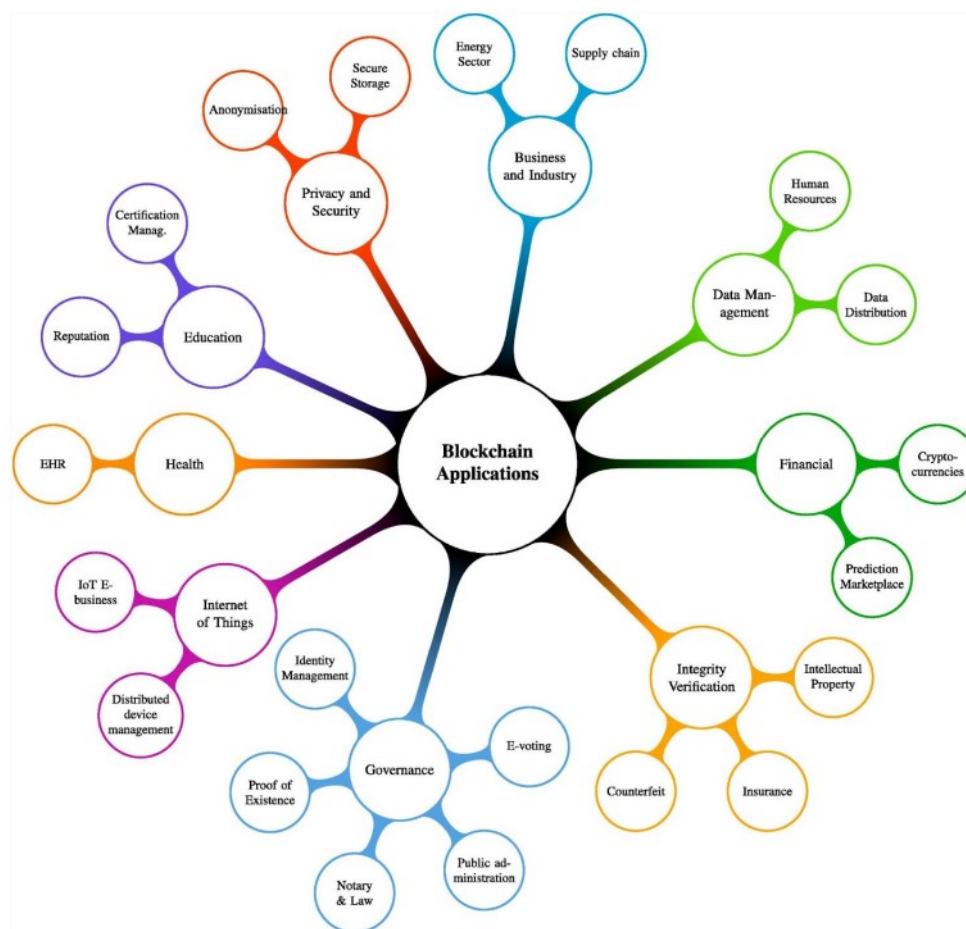 Blockchain
Applications
Energy
Sector
Supply chain
Business
and Industry
Secure
Storage
Anonymisation
Privacy and
Security
Human
Resources
Data Man-
agement
Data
Distribution
Certification
Manag.
Reputation
Education
EHR
Health
Financial
Crypto-
currencies
Prediction
Marketplace
IoT E-
business
Internet
of Things
Distributed
device
management
Identity
Management
Governance
E-voting
Proof of
Existence
Notary
& Law
Public ad-
ministration
Integrity
Verification
Intellectual
Property
Counterfeit
Insurance